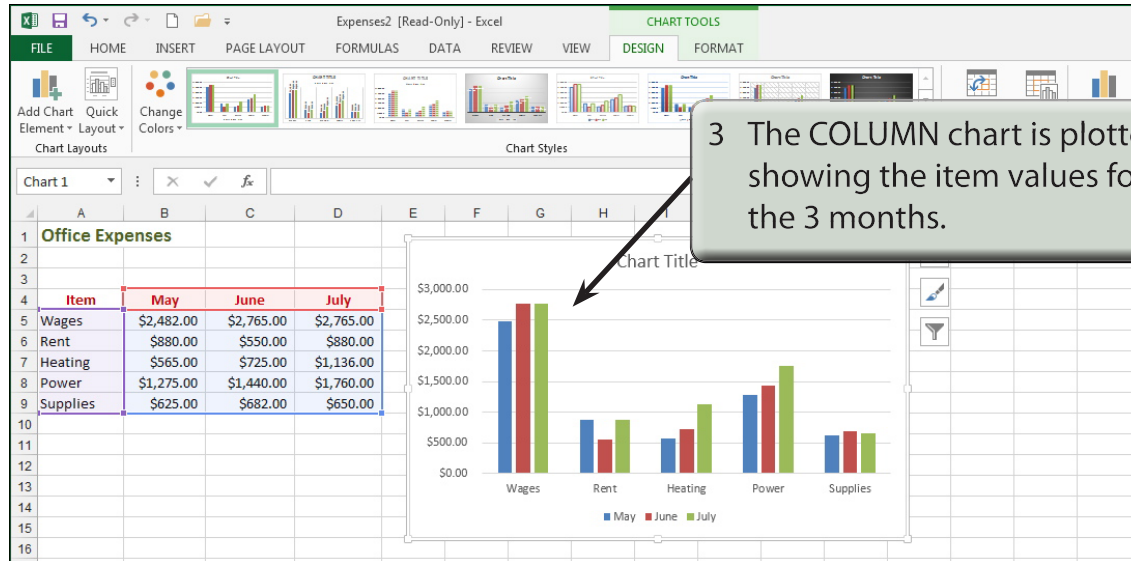 Expenses2 [Read-Only] - Excel
CHART TOOLS
FILE HOME INSERT PAGE LAYOUT FORMULAS DATA REVIEW VIEW DESIGN FORMAT
Add Chart Quick Change
Element Layout Colors
Chart Layouts Chart Styles
3 The COLUMN chart is plotte
showing the item values fo
the 3 months.
Chart 1 fx
A B C D E F G H I
1 Office Expenses
2
3
4 Item May June July
5 Wages $2,482.00 $2,765.00 $2,765.00
6 Rent $880.00 $550.00 $880.00
7 Heating $565.00 $725.00 $1,136.00
8 Power $1,275.00 $1,440.00 $1,760.00
9 Supplies $625.00 $682.00 $650.00
10
11
12
13
14
15
16
Chart Title
$3,000.00
$2,500.00
$2,000.00
$1,500.00
$1,000.00
$500.00
$0.00
Wages Rent Heating Power Supplies
May June July